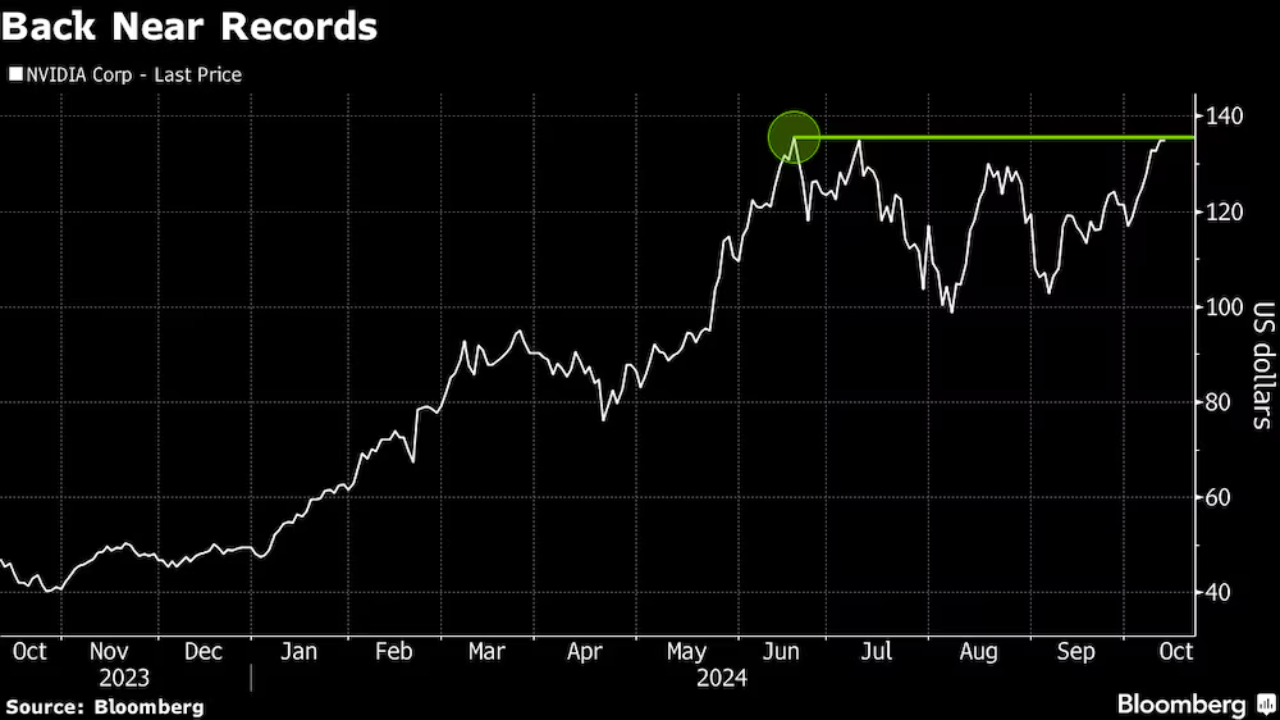 Back Near Records
NVIDIA Corp - Last Price
140
120
100
80
60
40
US dollars
Oct Nov Dec Jan Feb Mar Apr May Jun Jul Aug Sep Oct
2023 2024
Source: Bloomberg
Bloomberg